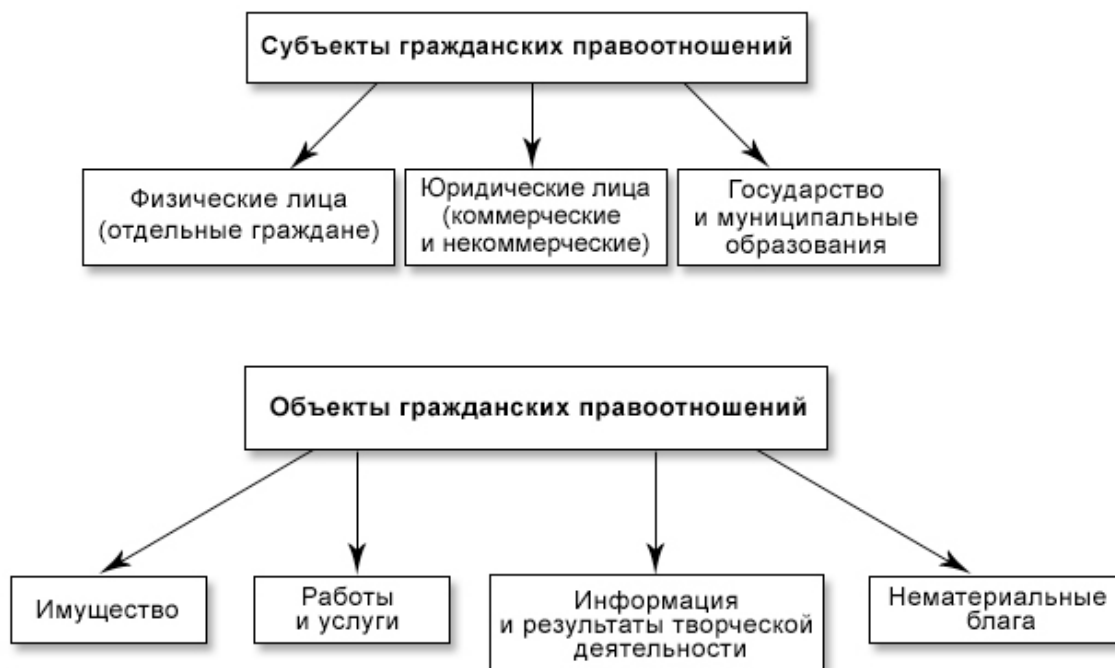 Субъекты гражданских правоотношений
Физические лица
(отдельные граждане)
Юридические лица
(коммерческие
и некоммерческие)
Государство
и муниципальные
образования
Объекты гражданских правоотношений
Имущество
Работы
и услуги
Информация
и результаты творческой
деятельности
Нематериальные
блага